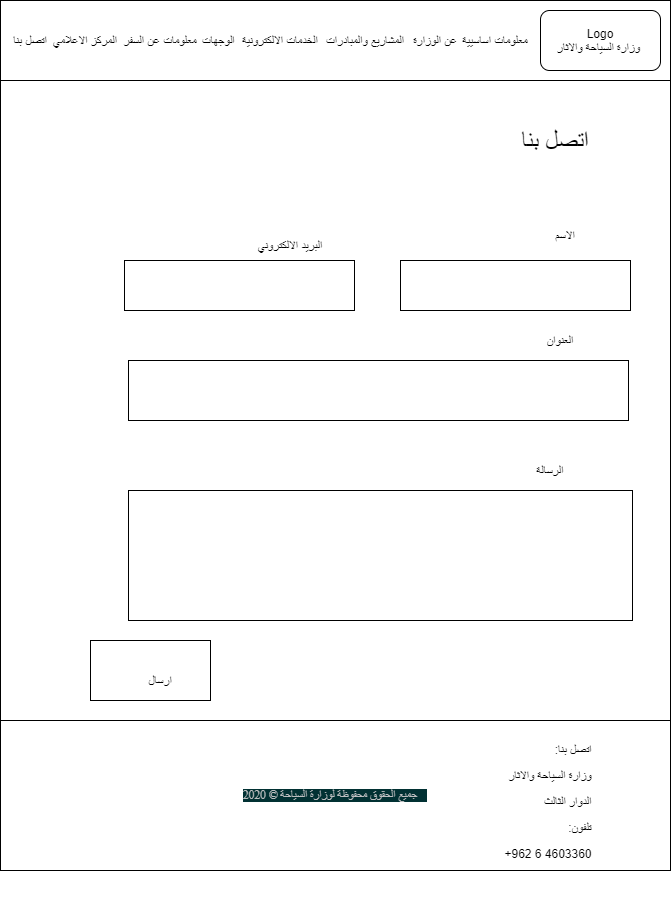 Logo
وزارة السياحة والاثار
معلومات اساسيية عن الوزارة المشاريع والمبادرات الخدمات الالكترونية الوجهات معلومات عن السفر المركز الاعلامي اتصل بنا
اتصل بنا
الاسم
البريد الالكتروني
العنوان
الرسالة
ارسال
اتصل بنا:
وزارة السياحة والاثار
الدوار الثالث
تلفون:
+962 6 4603360
جميع الحقوق محفوظة لوزارة السياحة © 2020